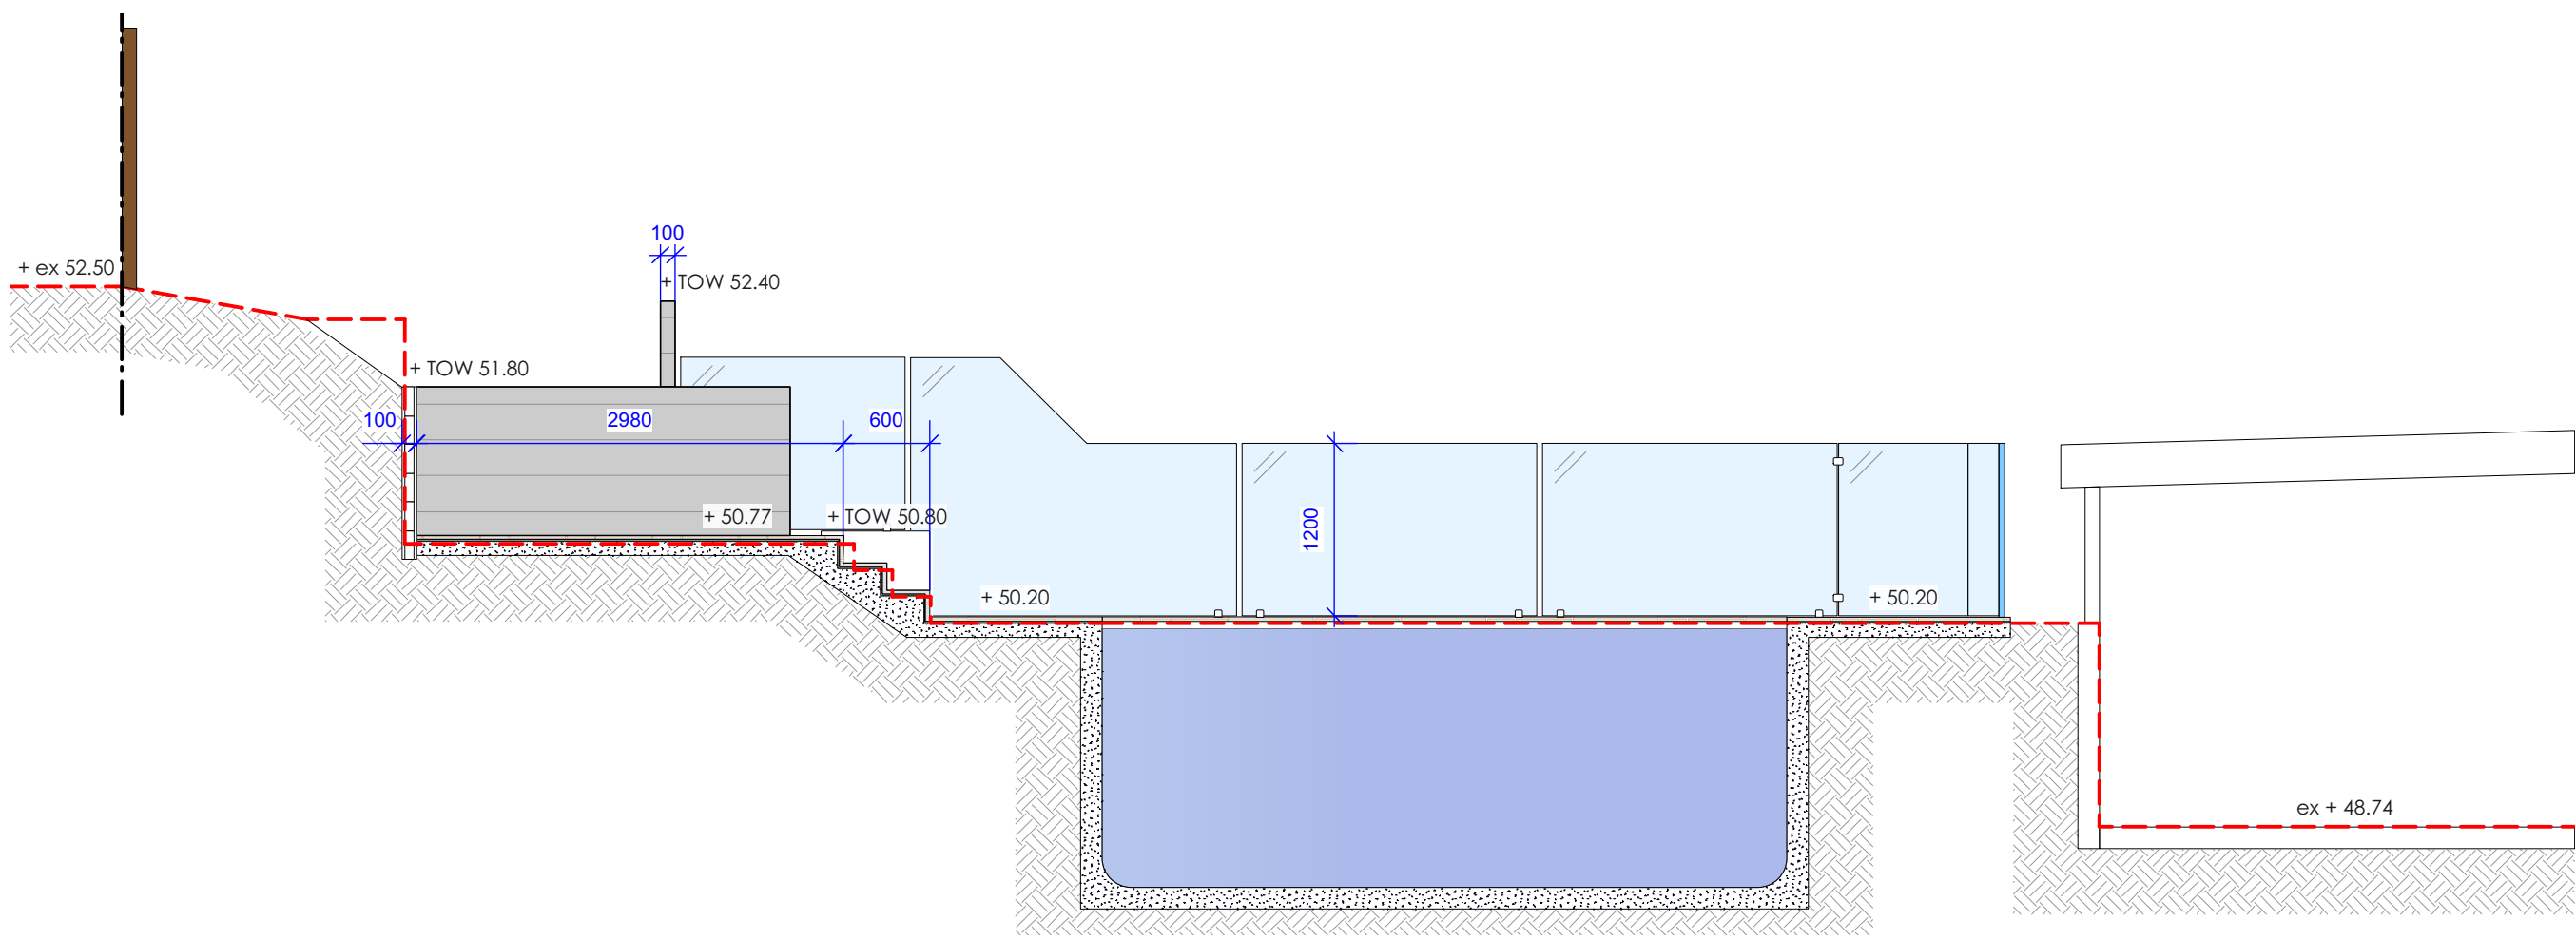 100
+ ex 52.50
+ TOW 52.40
+ TOW 51.80
100
2980
600
+ 50.77
+ TOW 50.80
1200
+ 50.20
+ 50.20
ex + 48.74